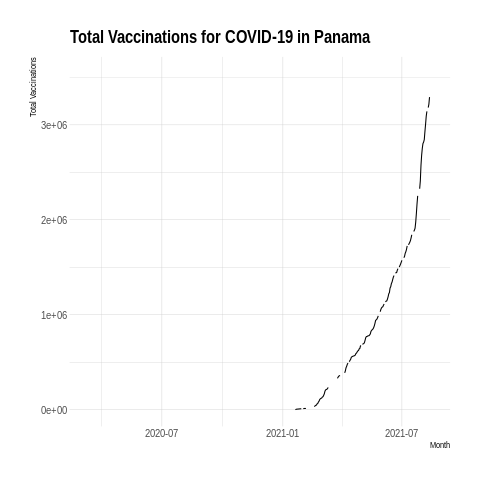 Total Vaccinations for COVID-19 in Panama
Total Vaccinations
3e+06
2e+06
1e+06
0e+00
2020-07 2021-01 2021-07
Month